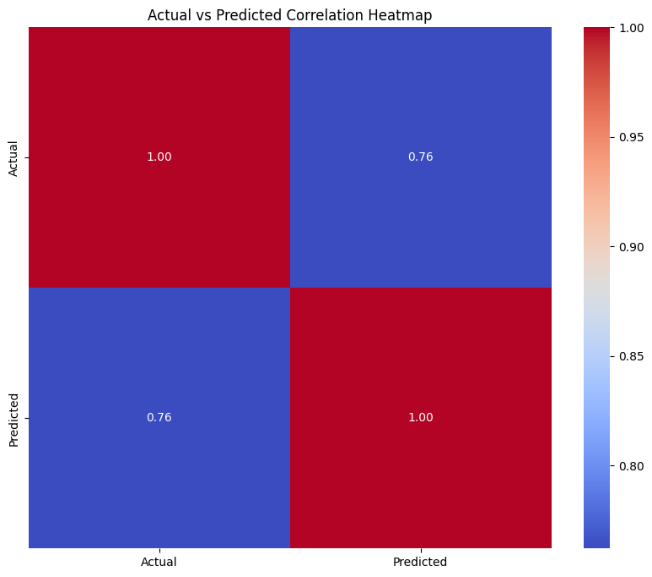 Actual vs Predicted Correlation Heatmap
Actual
1.00
0.76
Predicted
0.76
1.00
Actual
Predicted
1.00
0.95
0.90
0.85
0.80